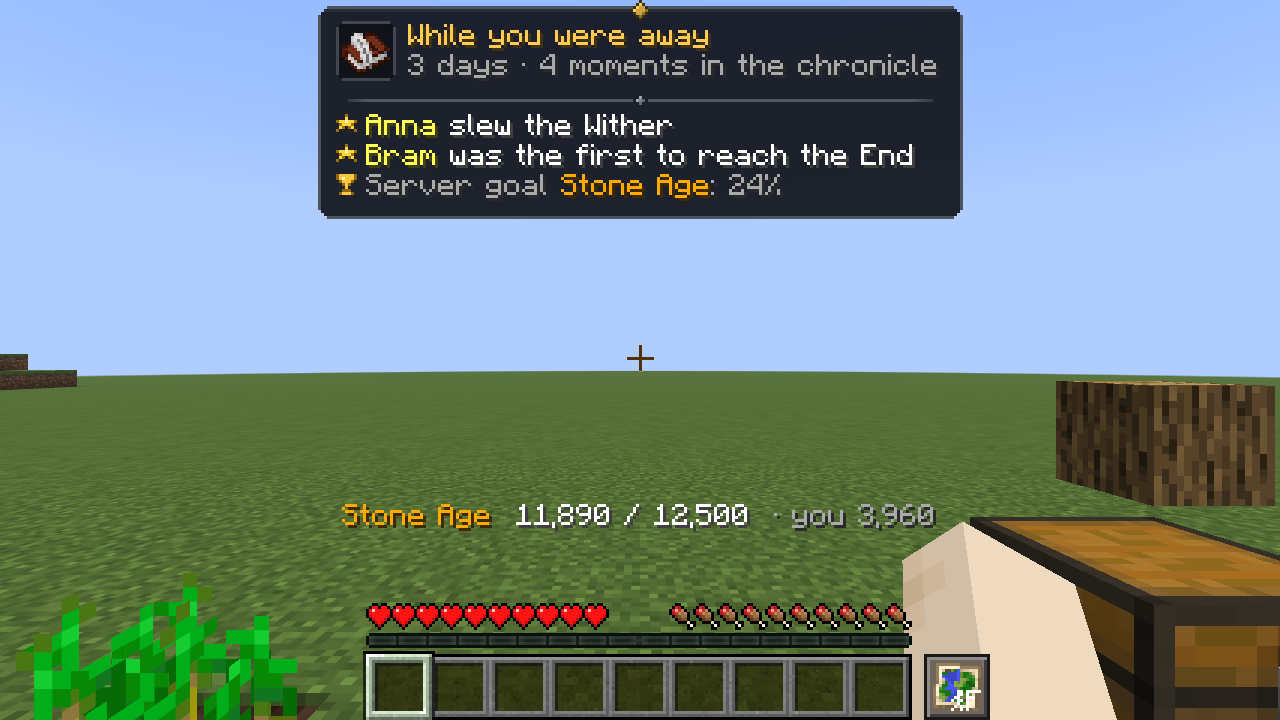 While you were away
3 days · 4 moments in the chronicle
Anna slew the Wither
Bram was the first to reach the End
Server goal Stone Age: 24%
Stone Age 11,890 / 12,500 · you 3,960